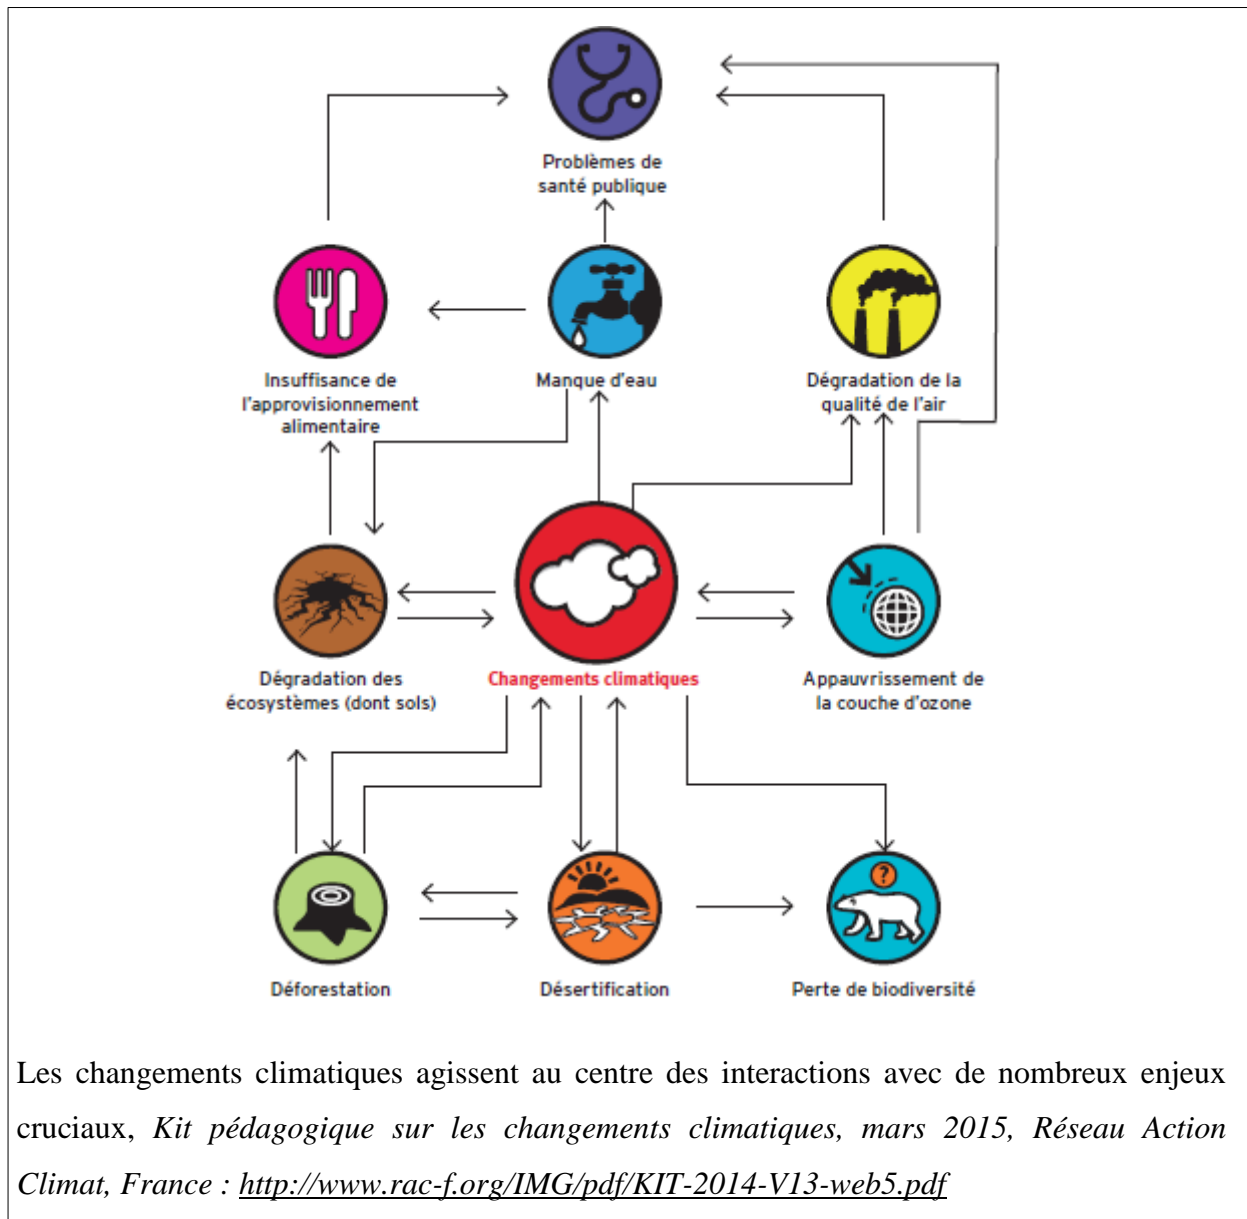 Problèmes de
santé publique
Insuffisance de
l'approvisionnement
alimentaire
Manque d'eau
Dégradation de la
qualité de l'air
Dégradation des
écosystèmes (dont sols)
Changements climatiques
Appauvrissement de
la couche d'ozone
?
Déforestation
Désertification
Perte de biodiversité
Les changements climatiques agissent au centre des interactions avec de nombreux enjeux
cruciaux, Kit pédagogique sur les changements climatiques, mars 2015, Réseau Action
Climat, France : http://www.rac-f.org/IMG/pdf/KIT-2014-V13-web5.pdf